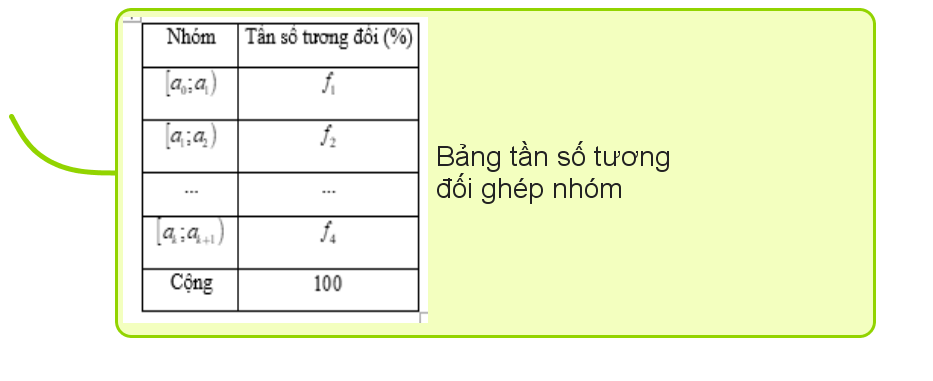 Nhóm Tần số tương đối (%)
[a₀;a₁) f₁
[a₁;a₂) f₂
... ...
[aₖ;aₖ₊₁) f₄
Cộng 100
Bảng tần số tương
đối ghép nhóm